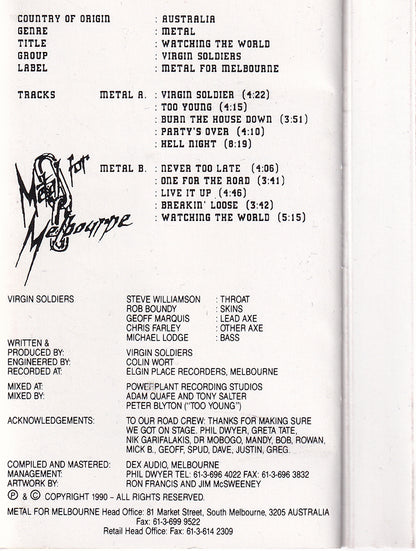 COUNTRY OF ORIGIN : AUSTRALIA
GENRE : METAL
TITLE : WATCHING THE WORLD
GROUP : VIRGIN SOLDIERS
LABEL : METAL FOR MELBOURNE
TRACKS METAL A. : VIRGIN SOLDIER (4:22)
: TOO YOUNG (4:15)
: BURN THE HOUSE DOWN (3:51)
: PARTY'S OVER (4:10)
: HELL NIGHT (8:19)
METAL B. : NEVER TOO LATE (4:06)
: ONE FOR THE ROAD (3:41)
: LIVE IT UP (4:46)
: BREAKIN' LOOSE (3:42)
: WATCHING THE WORLD (5:15)
Metal for
Melbourne
VIRGIN SOLDIERS STEVE WILLIAMSON : THROAT
ROB BOUNDY : SKINS
GEOFF MARQUIS : LEAD AXE
CHRIS FARLEY : OTHER AXE
MICHAEL LODGE : BASS
WRITTEN &
PRODUCED BY: VIRGIN SOLDIERS
ENGINEERED BY: COLIN WORT
RECORDED AT: ELGIN PLACE RECORDERS, MELBOURNE
MIXED AT: POWERPLANT RECORDING STUDIOS
MIXED BY: ADAM QUAFE AND TONY SALTER
PETER BLYTON ("TOO YOUNG")
ACKNOWLEDGEMENTS: TO OUR ROAD CREW: THANKS FOR MAKING SURE
WE GOT ON STAGE. PHIL DWYER, GRETA TATE,
NIK GARIFALAKIS, DR MOBOGO, MANDY, BOB, ROWAN,
MICK B., GEOFF, SPUD, DAVE, JUSTIN, GREG.
COMPILED AND MASTERED: DEX AUDIO, MELBOURNE
MANAGEMENT: PHIL DWYER TEL: 61-3-696 4022 FAX: 61-3-696 3832
ARTWORK BY: RON FRANCIS AND JIM McSWEENEY
℗ & © COPYRIGHT 1990 – ALL RIGHTS RESERVED.
METAL FOR MELBOURNE Head Office: 81 Market Street, South Melbourne, 3205 AUSTRALIA
Fax: 61-3-699 9522
Retail Head Office: Fax: 61-3-614 2309